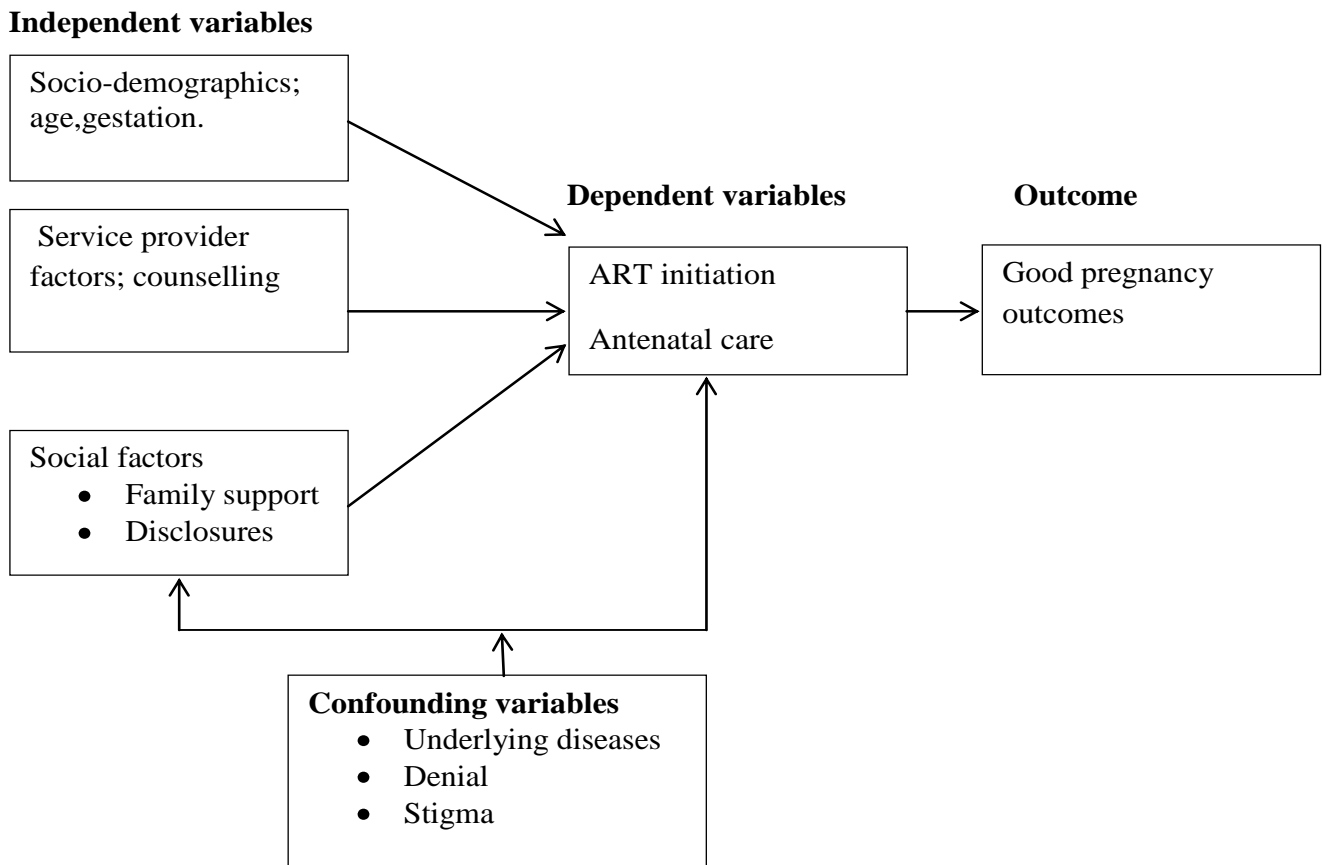 Independent variables
Socio-demographics;
age,gestation.
Service provider
factors; counselling
Social factors
• Family support
• Disclosures
Dependent variables
ART initiation
Antenatal care
Outcome
Good pregnancy
outcomes
Confounding variables
• Underlying diseases
• Denial
• Stigma